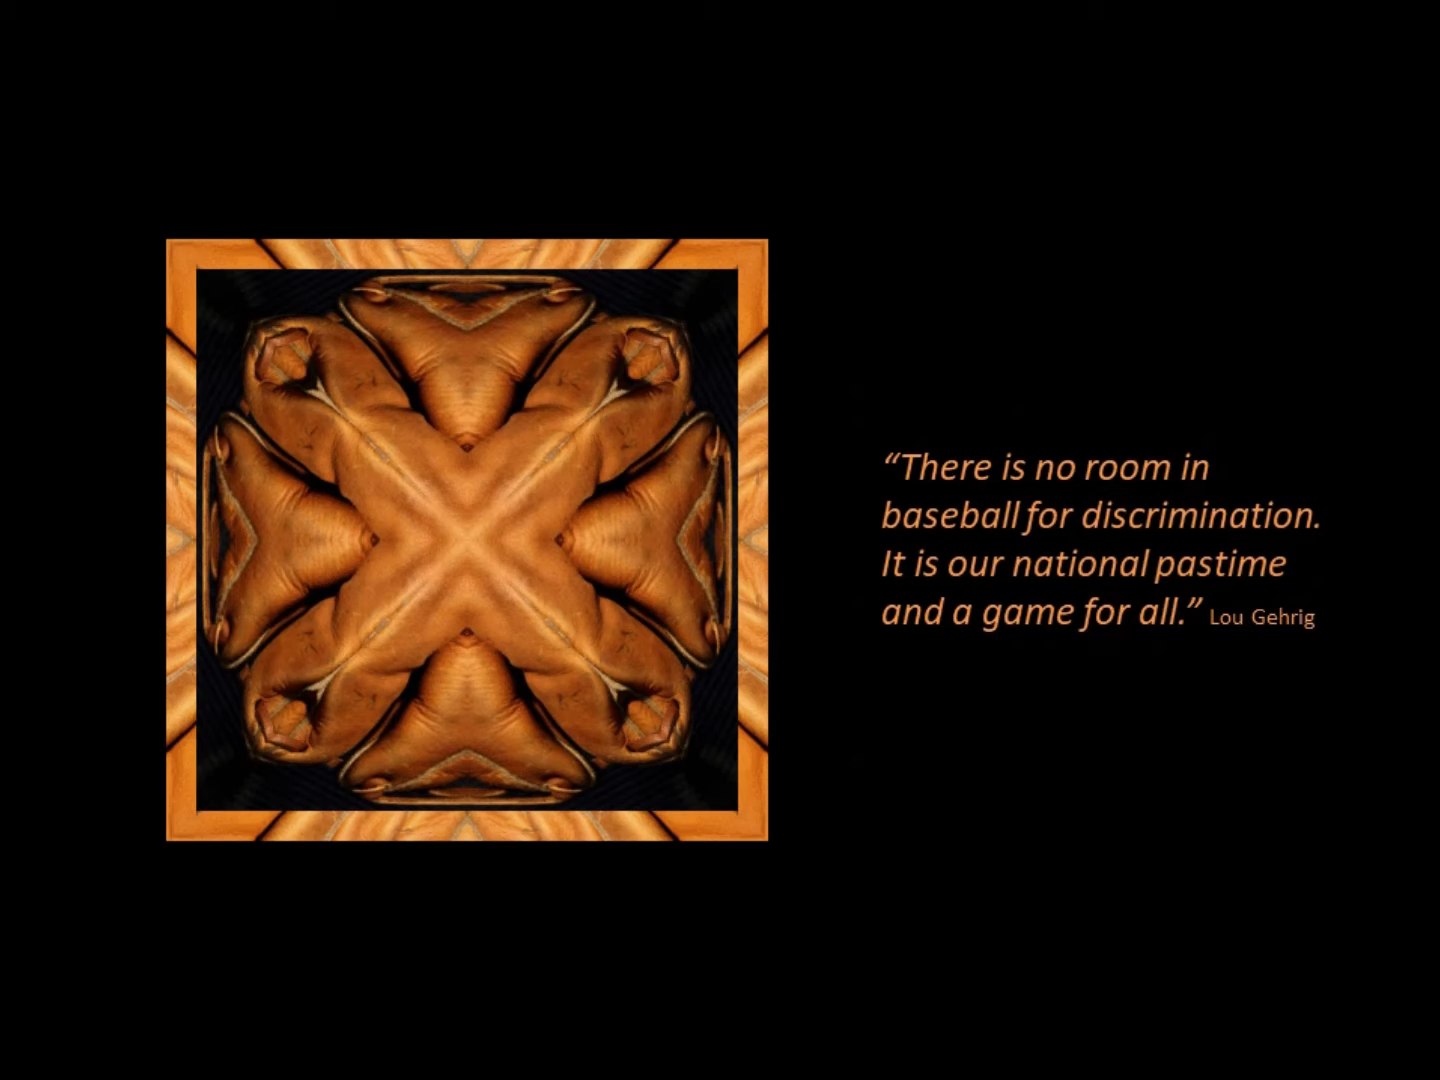 “There is no room in
baseball for discrimination.
It is our national pastime
and a game for all.” Lou Gehrig